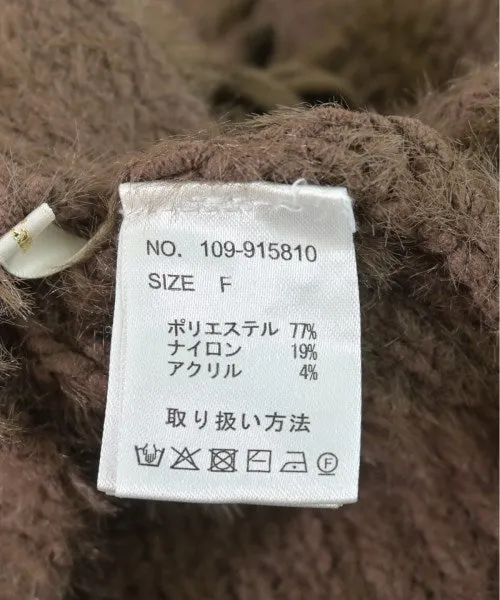 NO. 109-915810
SIZE F
ポリエステル 77%
ナイロン 19%
アクリル 4%
取り扱い方法
F